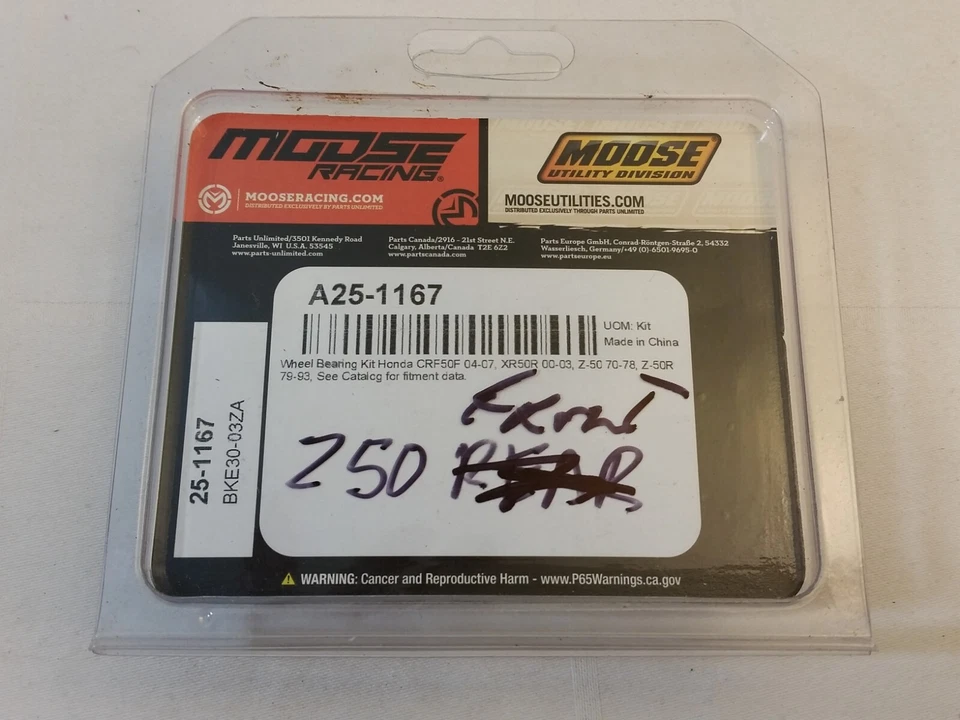 MOOSE
RACING®
MOOSERACING.COM
DISTRIBUTED EXCLUSIVELY BY PARTS UNLIMITED
MOOSE
UTILITY DIVISION
MOOSEUTILITIES.COM
DISTRIBUTED EXCLUSIVELY THROUGH PARTS UNLIMITED
Parts Unlimited/3501 Kennedy Road
Janesville, WI U.S.A. 53545
www.parts-unlimited.com
Parts Canada/2916 - 21st Street N.E.
Calgary, Alberta/Canada T2E 6Z2
www.partscanada.com
Parts Europe GmbH, Conrad-Röntgen-Straße 2, 54332
Wasserliesch, Germany/+49 (0)-6501-9695-0
www.partseurope.eu
A25-1167
UOM: Kit
Made in China
Wheel Bearing Kit Honda CRF50F 04-07, XR50R 00-03, Z-50 70-78, Z-50R
79-93, See Catalog for fitment data.
FRONT
Z50 REAR
25-1167
BKE30-03ZA
WARNING: Cancer and Reproductive Harm - www.P65Warnings.ca.gov